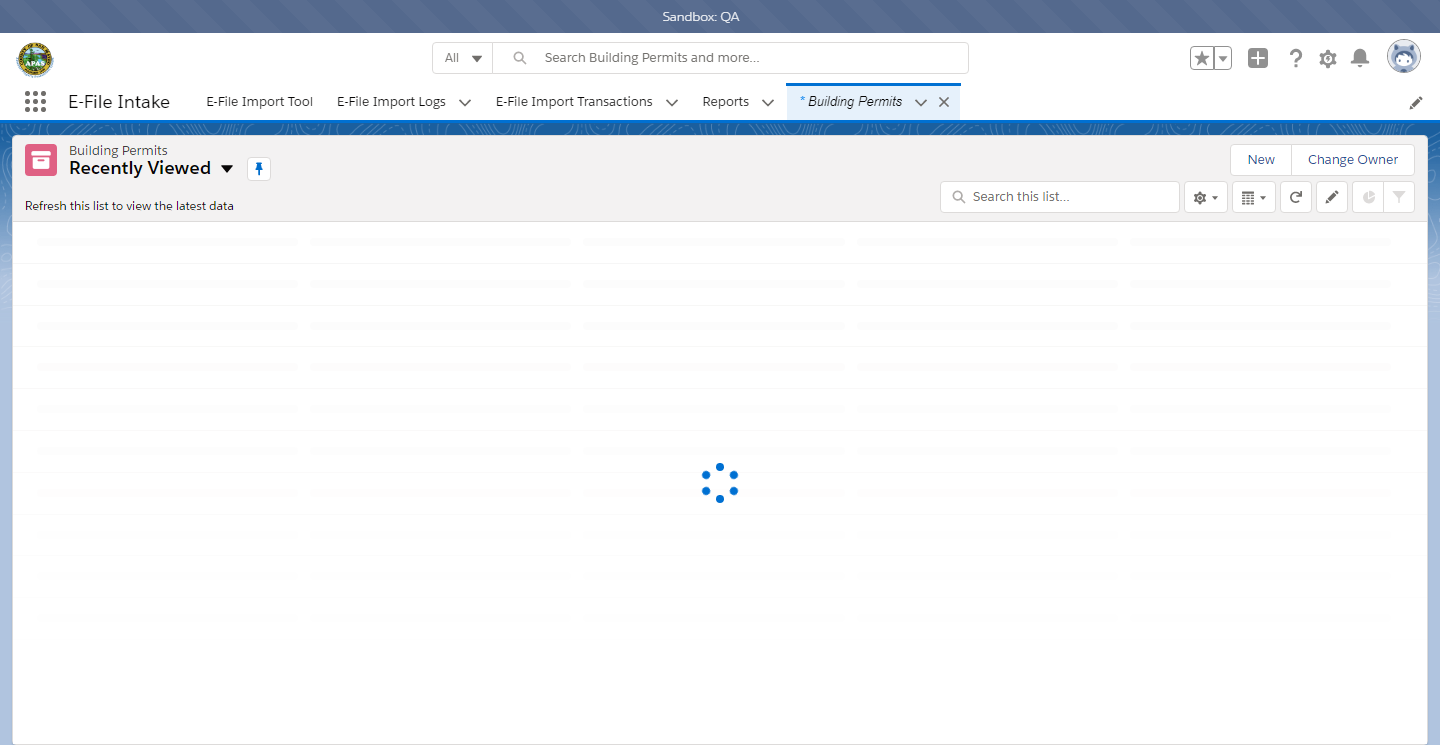 Sandbox: QA
APAS
All
Search Building Permits and more...
E-File Intake
E-File Import Tool
E-File Import Logs
E-File Import Transactions
Reports
* Building Permits
Building Permits
Recently Viewed
New
Change Owner
Refresh this list to view the latest data
Search this list...